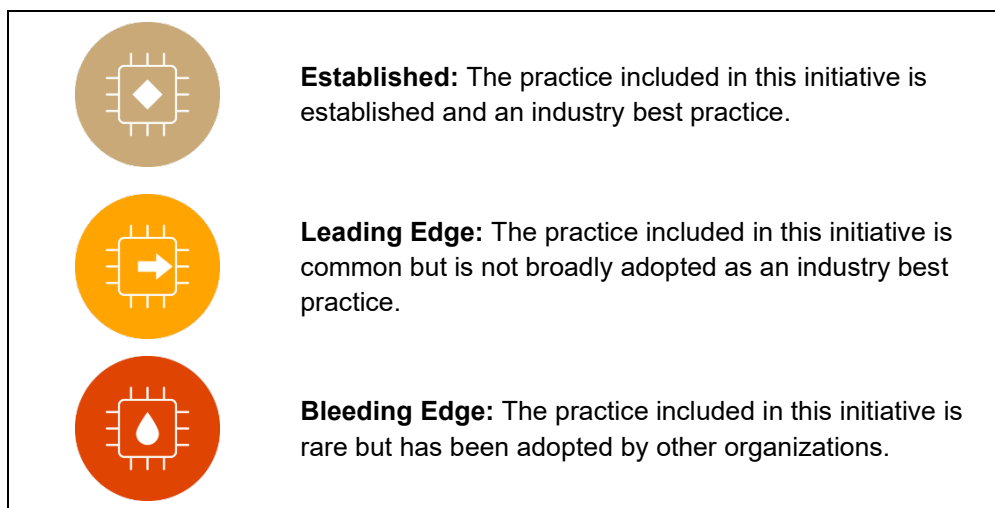 Established: The practice included in this initiative is
established and an industry best practice.
Leading Edge: The practice included in this initiative is
common but is not broadly adopted as an industry best
practice.
Bleeding Edge: The practice included in this initiative is
rare but has been adopted by other organizations.